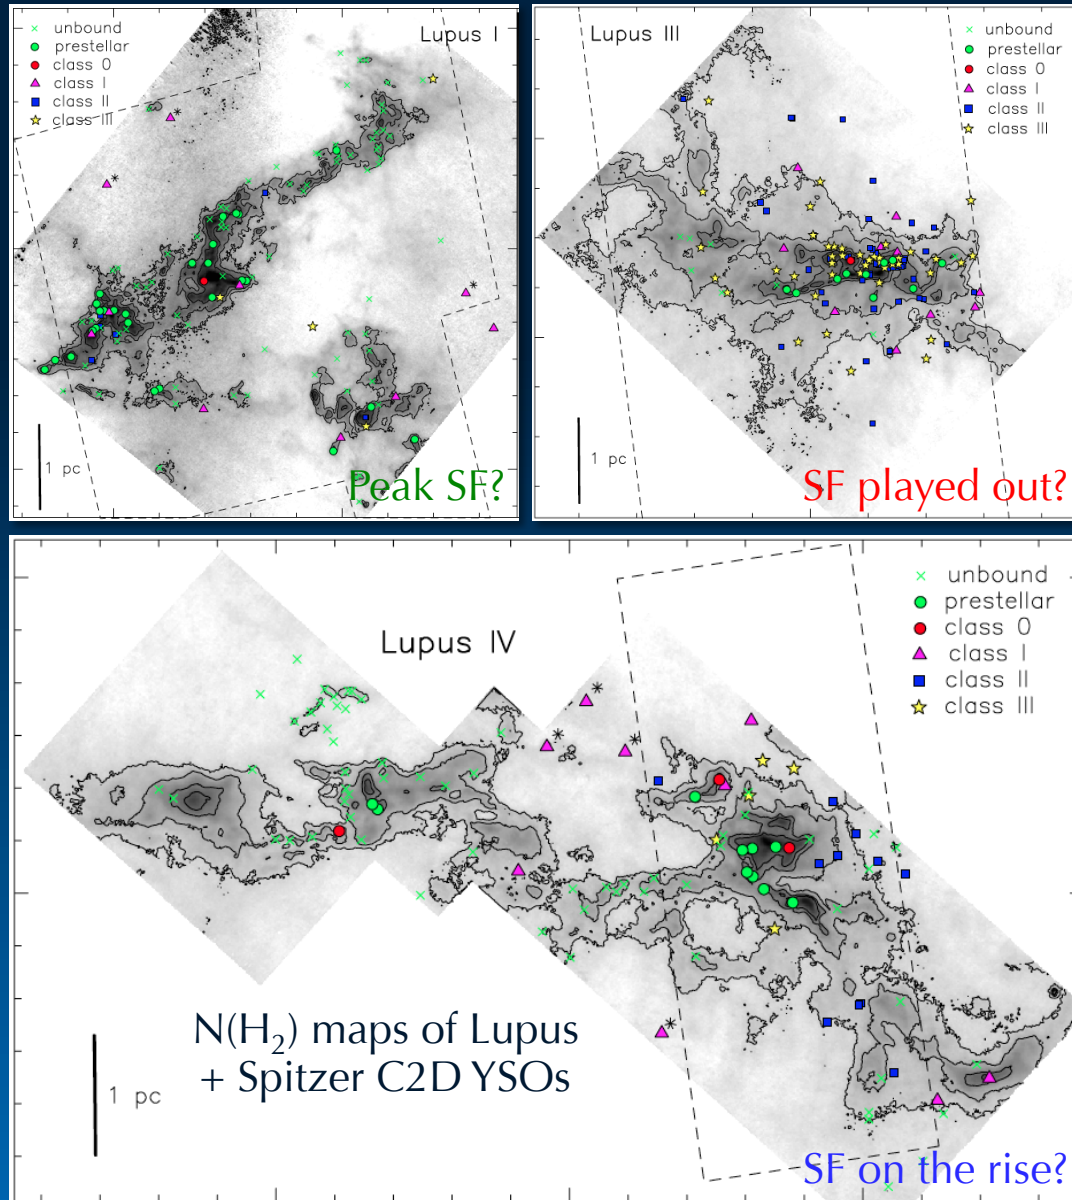 Lupus I
unbound
prestellar
class 0
class I
class II
class III
1 pc
Peak SF?
Lupus III
unbound
prestellar
class 0
class I
class II
class III
1 pc
SF played out?
Lupus IV
unbound
prestellar
class 0
class I
class II
class III
N(H₂) maps of Lupus
+ Spitzer C2D YSOs
1 pc
SF on the rise?